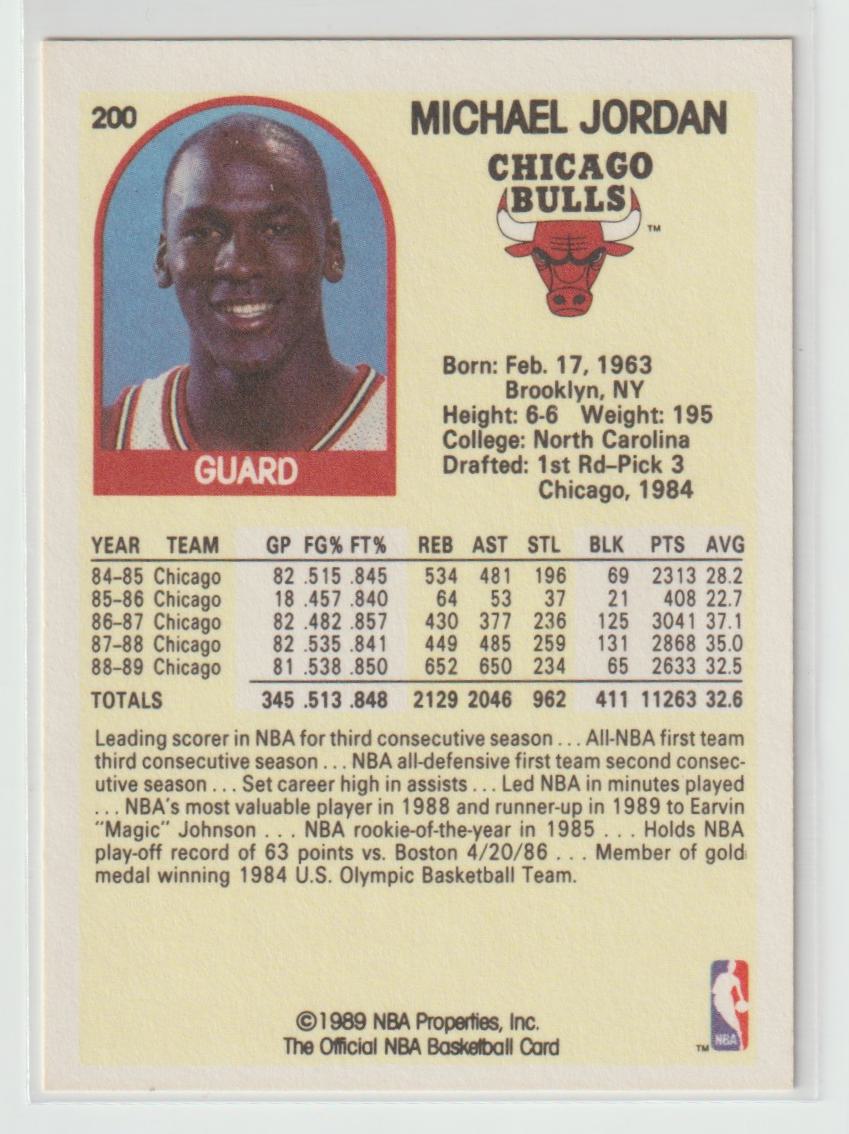 200
MICHAEL JORDAN
CHICAGO
BULLS
TM
Born: Feb. 17, 1963
Brooklyn, NY
Height: 6-6 Weight: 195
College: North Carolina
Drafted: 1st Rd–Pick 3
Chicago, 1984
GUARD
YEAR TEAM GP FG% FT% REB AST STL BLK PTS AVG
84–85 Chicago 82 .515 .845 534 481 196 69 2313 28.2
85–86 Chicago 18 .457 .840 64 53 37 21 408 22.7
86–87 Chicago 82 .482 .857 430 377 236 125 3041 37.1
87–88 Chicago 82 .535 .841 449 485 259 131 2868 35.0
88–89 Chicago 81 .538 .850 652 650 234 65 2633 32.5
TOTALS 345 .513 .848 2129 2046 962 411 11263 32.6
Leading scorer in NBA for third consecutive season . . . All-NBA first team
third consecutive season . . . NBA all-defensive first team second consec-
utive season . . . Set career high in assists . . . Led NBA in minutes played
. . . NBA's most valuable player in 1988 and runner-up in 1989 to Earvin
"Magic" Johnson . . . NBA rookie-of-the-year in 1985 . . . Holds NBA
play-off record of 63 points vs. Boston 4/20/86 . . . Member of gold
medal winning 1984 U.S. Olympic Basketball Team.
©1989 NBA Properties, Inc.
The Official NBA Basketball Card
TM
NBA